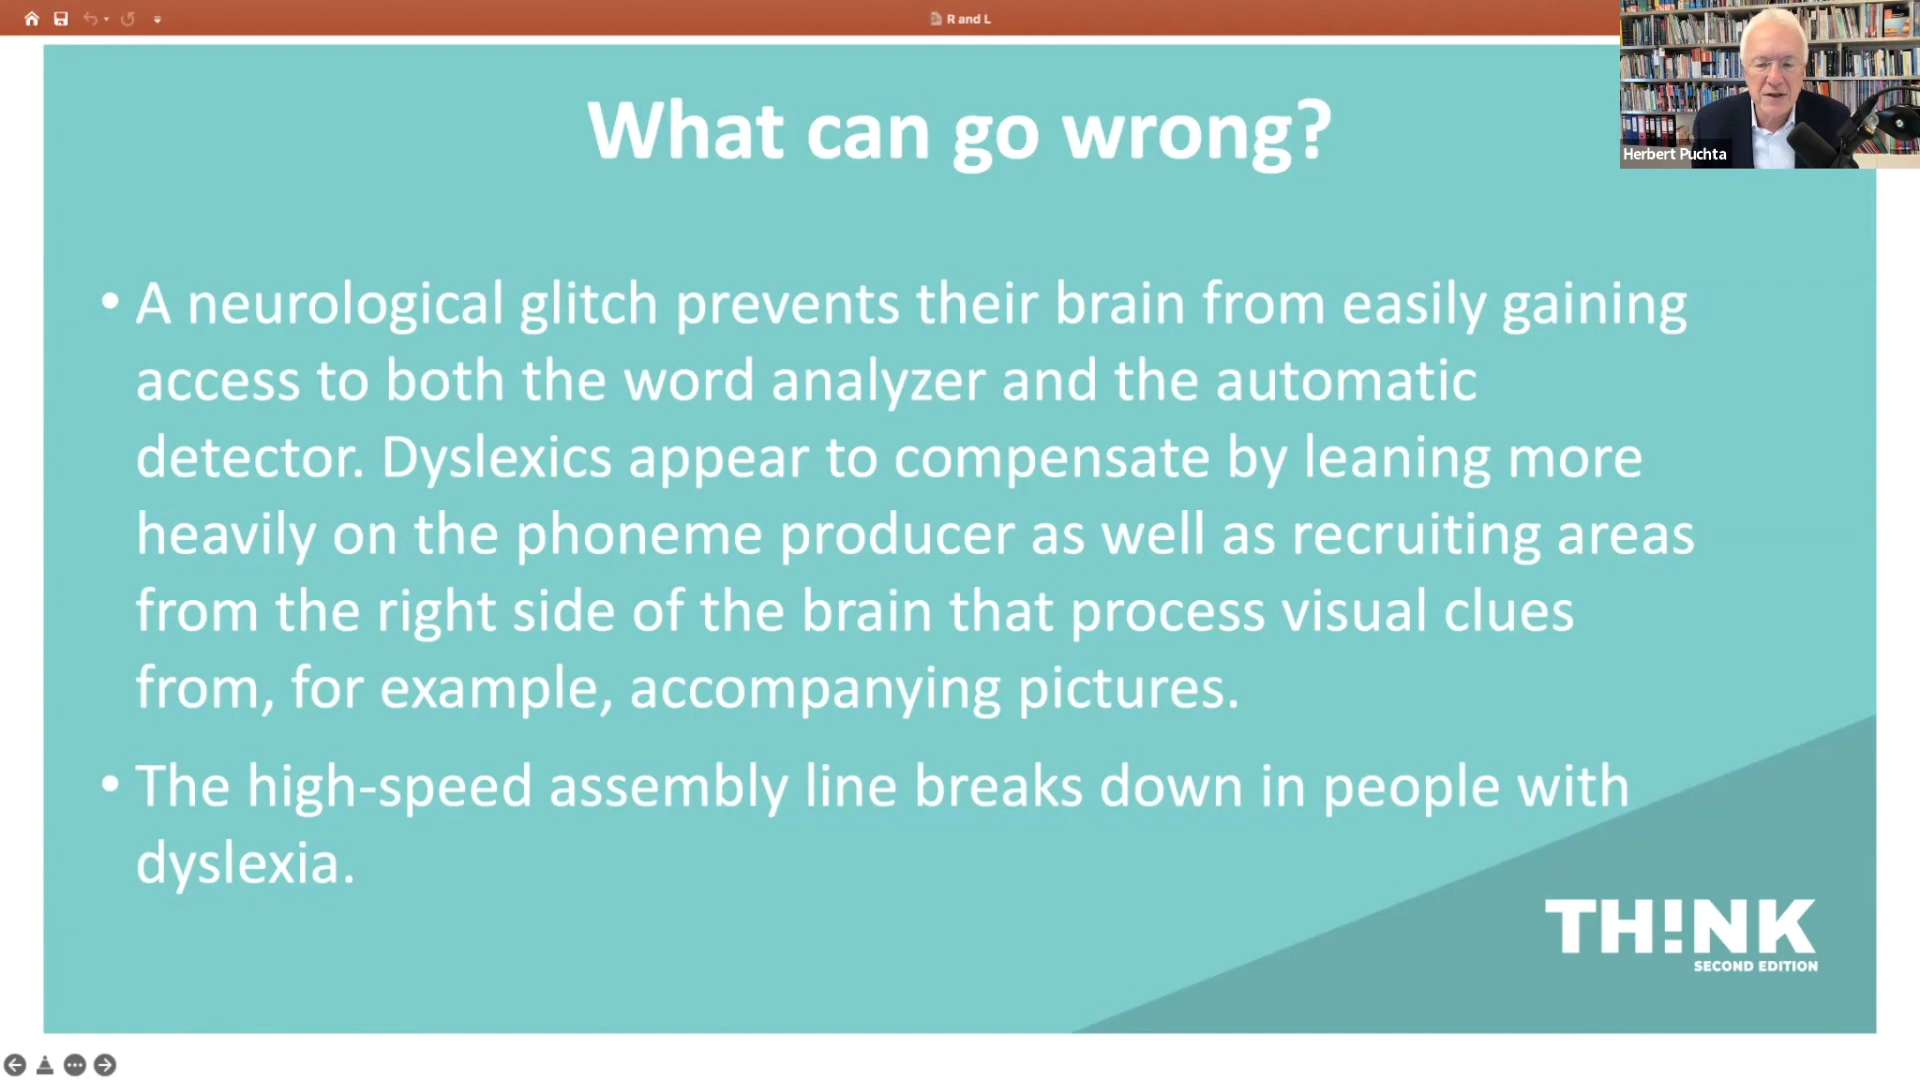 R and L
What can go wrong?
Herbert Puchta
• A neurological glitch prevents their brain from easily gaining
access to both the word analyzer and the automatic
detector. Dyslexics appear to compensate by leaning more
heavily on the phoneme producer as well as recruiting areas
from the right side of the brain that process visual clues
from, for example, accompanying pictures.
• The high-speed assembly line breaks down in people with
dyslexia.
TH!NK
SECOND EDITION